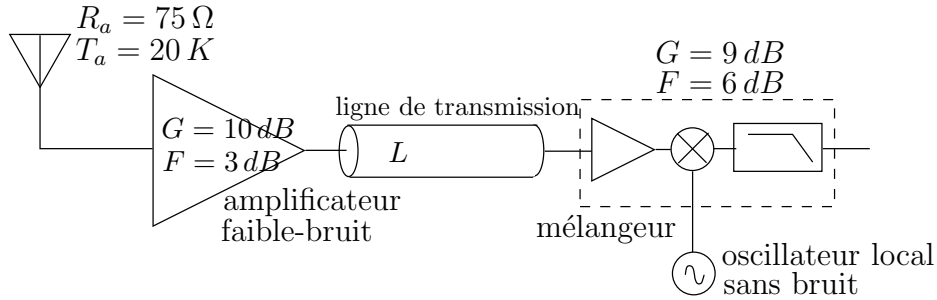 R_a = 75 Ω
T_a = 20 K
G = 9 dB
F = 6 dB
ligne de transmission
G = 10 dB
F = 3 dB
L
amplificateur
faible-bruit
mélangeur
oscillateur local
sans bruit